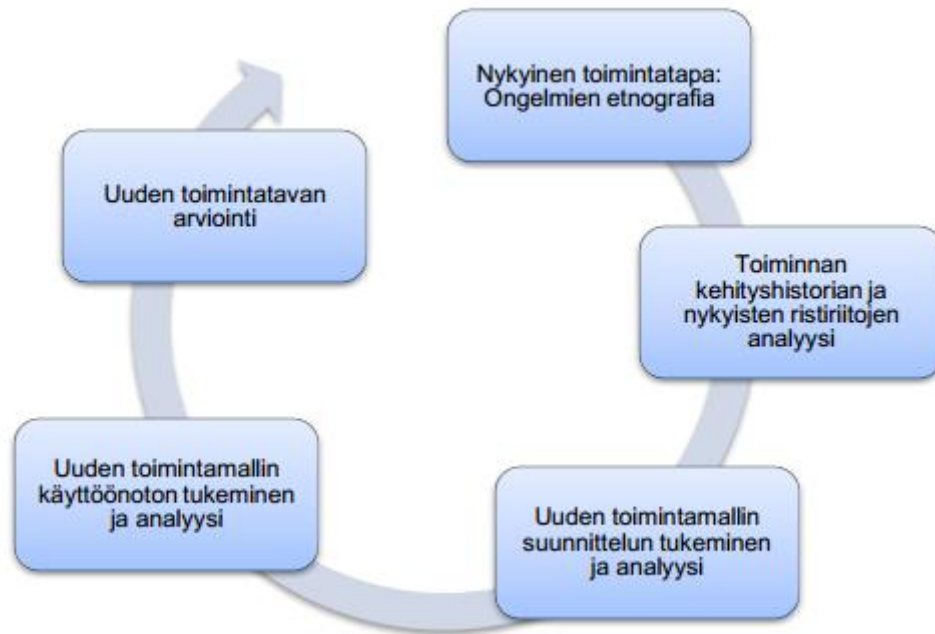 Nykyinen toimintatapa:
Ongelmien etnografia
Toiminnan
kehityshistorian ja
nykyisten ristiriitojen
analyysi
Uuden toimintamallin
suunnittelun tukeminen
ja analyysi
Uuden toimintamallin
käyttöönoton tukeminen
ja analyysi
Uuden toimintatavan
arviointi